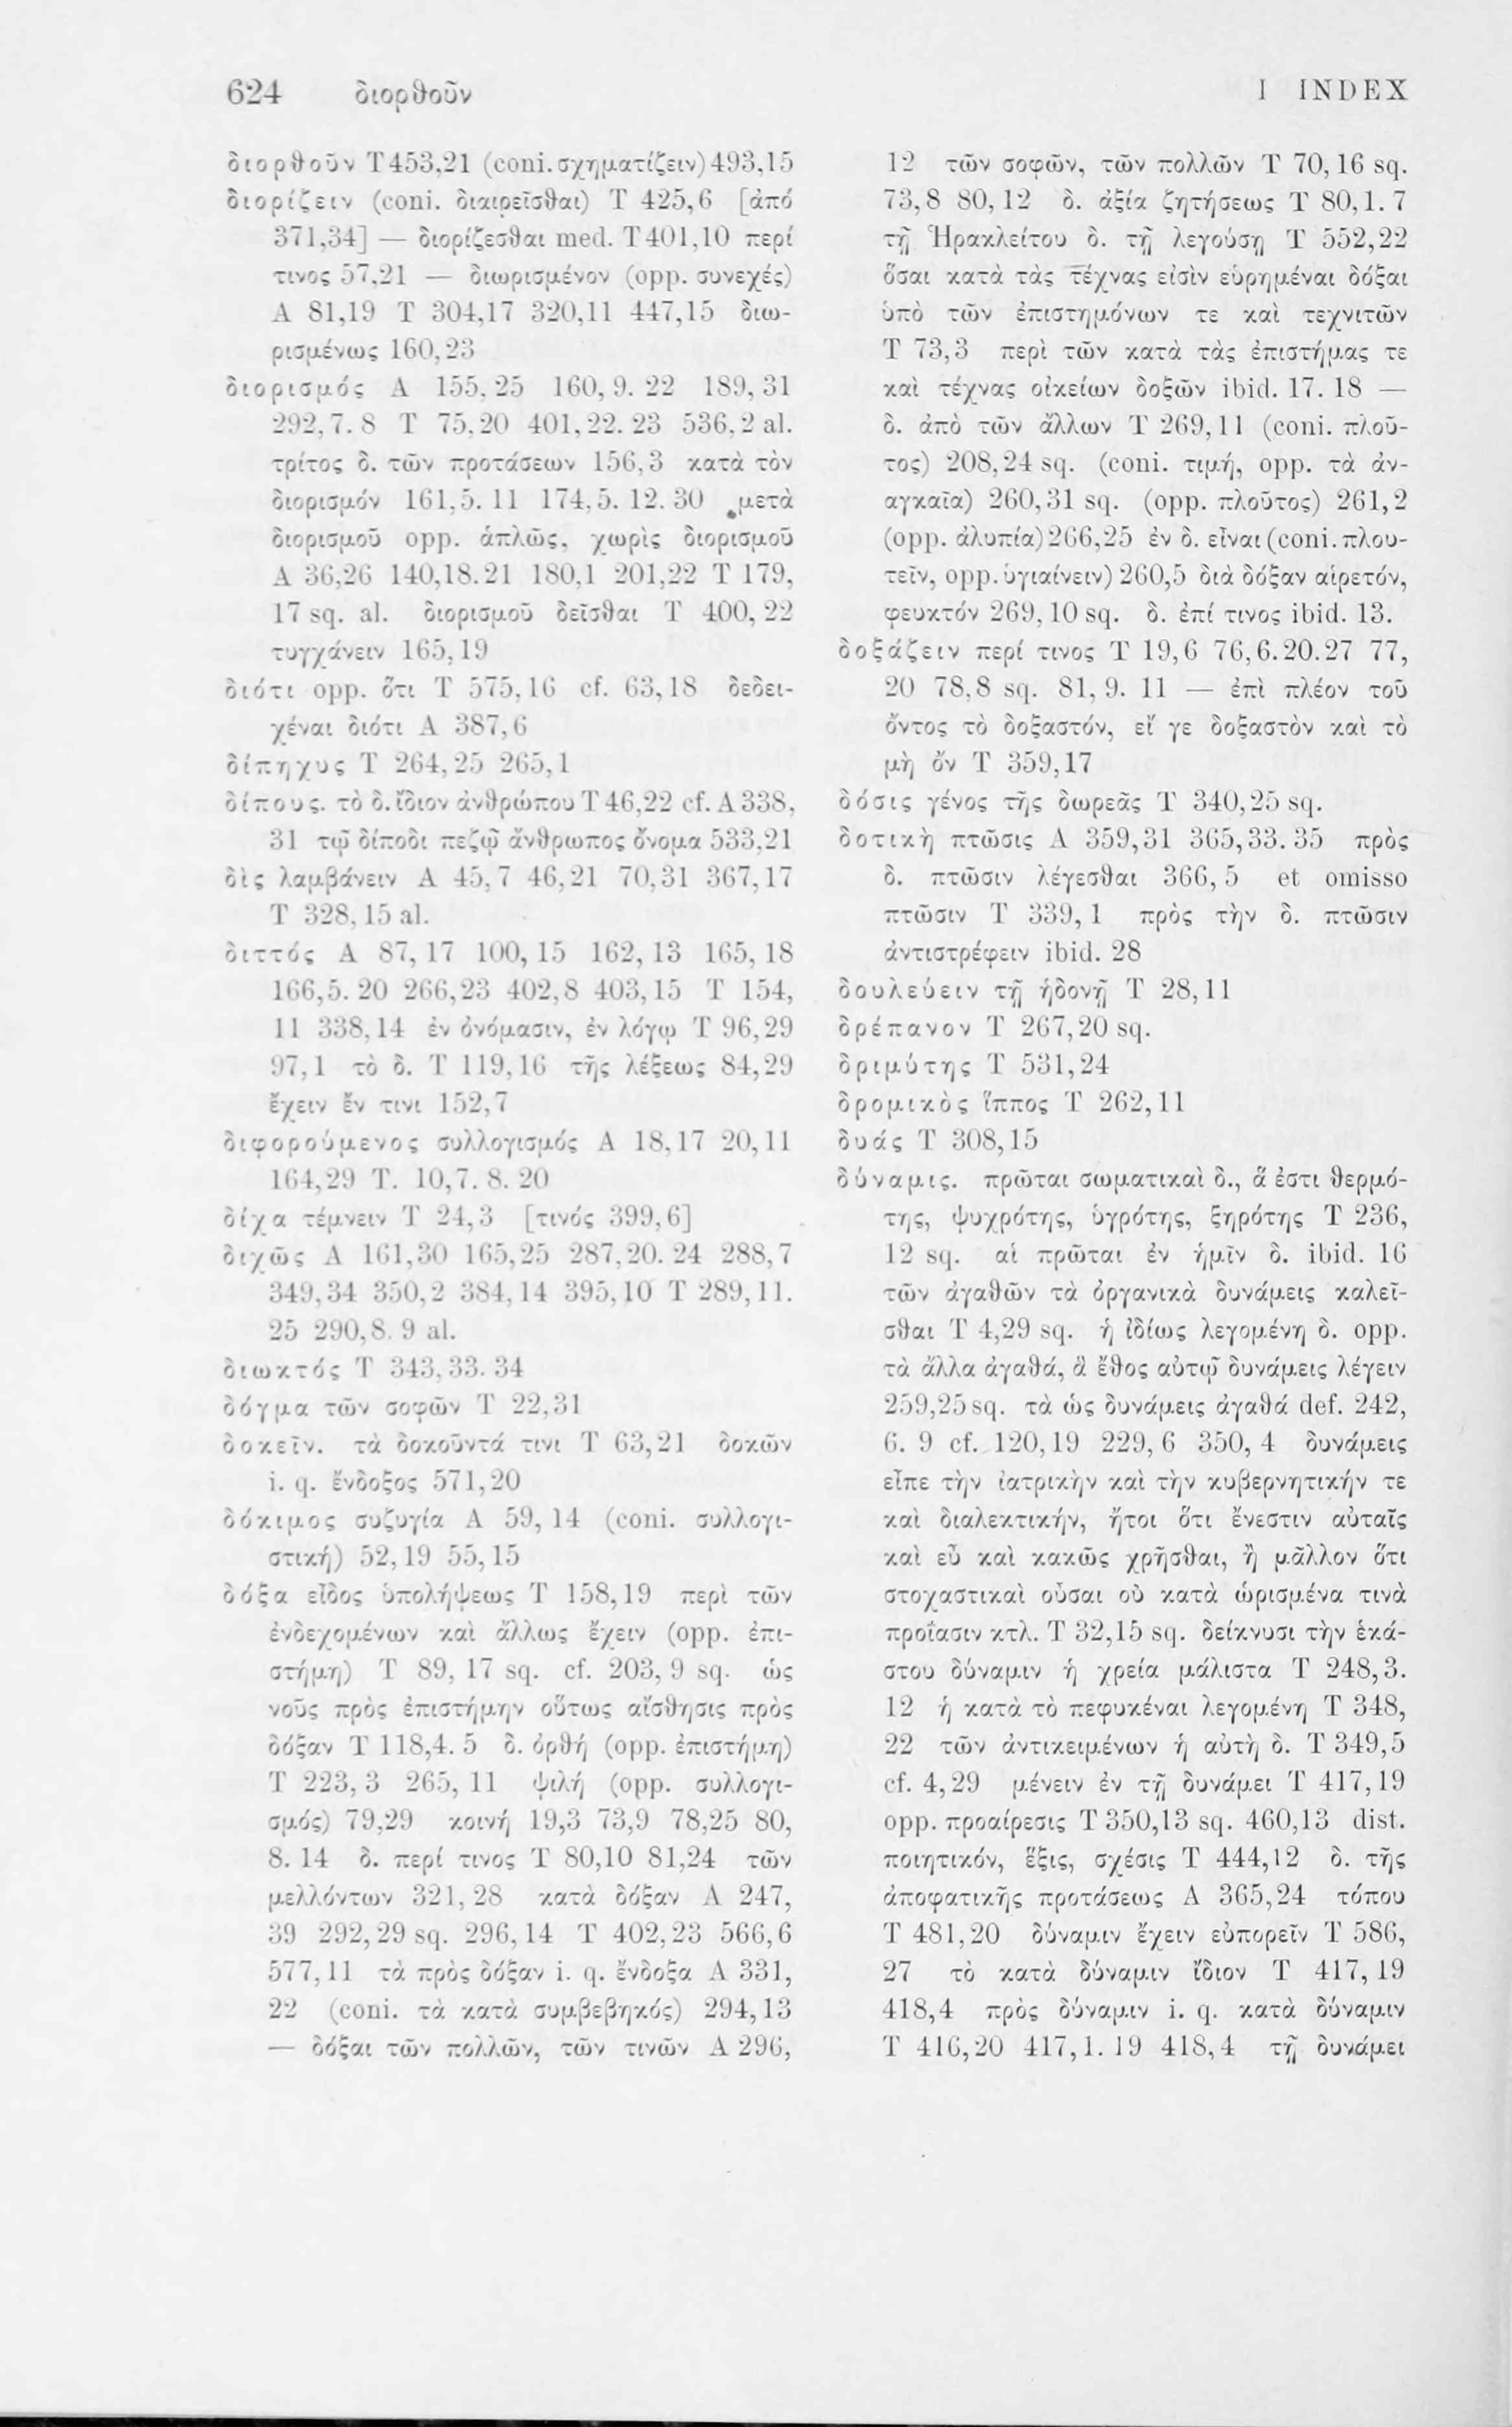 624 διορθοῦν
I INDEX
διορθοῦν T 453,21 (coni. σχηματίζειν) 493,15
διορίζειν (coni. διαιρεῖσθαι) T 425,6 [ἀπό
371,34] — διορίζεσθαι med. T 401,10 περί
τινος 57,21 — διωρισμένον (opp. συνεχές)
A 81,19 T 304,17 320,11 447,15 διω-
ρισμένως 160,23
διορισμός A 155,25 160,9. 22 189,31
292,7. 8 T 75,20 401,22. 23 536,2 al.
τρίτος δ. τῶν προτάσεων 156,3 κατὰ τὸν
διορισμόν 161,5. 11 174,5. 12. 30 μετὰ
διορισμοῦ opp. ἁπλῶς, χωρὶς διορισμοῦ
A 36,26 140,18. 21 180,1 201,22 T 179,
17 sq. al. διορισμοῦ δεῖσθαι T 400,22
τυγχάνειν 165,19
διότι opp. ὅτι T 575,16 cf. 63,18 δεδει-
χέναι διότι A 387,6
δίπηχυς T 264,25 265,1
δίπους. τὸ δ. ἴδιον ἀνθρώπου T 46,22 cf. A 338,
31 τῷ δίποδι πεζῷ ἄνθρωπος ὄνομα 533,21
δὶς λαμβάνειν A 45,7 46,21 70,31 367,17
T 328,15 al.
διττός A 87,17 100,15 162,13 165,18
166,5. 20 266,23 402,8 403,15 T 154,
11 338,14 ἐν ὀνόμασιν, ἐν λόγῳ T 96,29
97,1 τὸ δ. T 119,16 τῆς λέξεως 84,29
ἔχειν ἔν τινι 152,7
διφορούμενος συλλογισμός A 18,17 20,11
164,29 T. 10,7. 8. 20
δίχα τέμνειν T 24,3 [τινός 399,6]
διχῶς A 161,30 165,25 287,20. 24 288,7
349,34 350,2 384,14 395,10 T 289,11.
25 290,8. 9 al.
διωκτός T 343,33. 34
δόγμα τῶν σοφῶν T 22,31
δοκεῖν. τὰ δοκοῦντά τινι T 63,21 δοκῶν
i. q. ἔνδοξος 571,20
δόκιμος συζυγία A 59,14 (coni. συλλογι-
στική) 52,19 55,15
δόξα εἶδος ὑπολήψεως T 158,19 περὶ τῶν
ἐνδεχομένων καὶ ἄλλως ἔχειν (opp. ἐπι-
στήμη) T 89,17 sq. cf. 203,9 sq. ὡς
νοῦς πρὸς ἐπιστήμην οὕτως αἴσθησις πρὸς
δόξαν T 118,4. 5 δ. ὀρθή (opp. ἐπιστήμη)
T 223,3 265,11 ψιλή (opp. συλλογι-
σμός) 79,29 κοινή 19,3 73,9 78,25 80,
8. 14 δ. περί τινος T 80,10 81,24 τῶν
μελλόντων 321,28 κατὰ δόξαν A 247,
39 292,29 sq. 296,14 T 402,23 566,6
577,11 τὰ πρὸς δόξαν i. q. ἔνδοξα A 331,
22 (coni. τὰ κατὰ συμβεβηκός) 294,13
— δόξαι τῶν πολλῶν, τῶν τινῶν A 296,
12 τῶν σοφῶν, τῶν πολλῶν T 70,16 sq.
73,8 80,12 δ. ἀξία ζητήσεως T 80,1. 7
τῇ Ἡρακλείτου δ. τῇ λεγούσῃ T 552,22
ὅσαι κατὰ τὰς τέχνας εἰσὶν εὑρημέναι δόξαι
ὑπὸ τῶν ἐπιστημόνων τε καὶ τεχνιτῶν
T 73,3 περὶ τῶν κατὰ τὰς ἐπιστήμας τε
καὶ τέχνας οἰκείων δοξῶν ibid. 17. 18 —
δ. ἀπὸ τῶν ἄλλων T 269,11 (coni. πλοῦ-
τος) 208,24 sq. (coni. τιμή, opp. τὰ ἀν-
αγκαῖα) 260,31 sq. (opp. πλοῦτος) 261,2
(opp. ἀλυπία) 266,25 ἐν δ. εἶναι (coni. πλου-
τεῖν, opp. ὑγιαίνειν) 260,5 διὰ δόξαν αἱρετόν,
φευκτόν 269,10 sq. δ. ἐπί τινος ibid. 13.
δοξάζειν περί τινος T 19,6 76,6. 20. 27 77,
20 78,8 sq. 81,9. 11 — ἐπὶ πλέον τοῦ
ὄντος τὸ δοξαστόν, εἴ γε δοξαστὸν καὶ τὸ
μὴ ὄν T 359,17
δόσις γένος τῆς δωρεᾶς T 340,25 sq.
δοτικὴ πτῶσις A 359,31 365,33. 35 πρὸς
δ. πτῶσιν λέγεσθαι 366,5 et omisso
πτῶσιν T 339,1 πρὸς τὴν δ. πτῶσιν
ἀντιστρέφειν ibid. 28
δουλεύειν τῇ ἡδονῇ T 28,11
δρέπανον T 267,20 sq.
δριμύτης T 531,24
δρομικὸς ἵππος T 262,11
δυάς T 308,15
δύναμις. πρῶται σωματικαὶ δ., ἅ ἐστι θερμό-
της, ψυχρότης, ὑγρότης, ξηρότης T 236,
12 sq. αἱ πρῶται ἐν ἡμῖν δ. ibid. 16
τῶν ἀγαθῶν τὰ ὀργανικὰ δυνάμεις καλεῖ-
σθαι T 4,29 sq. ἡ ἰδίως λεγομένη δ. opp.
τὰ ἄλλα ἀγαθά, ἃ ἔθος αὐτῷ δυνάμεις λέγειν
259,25 sq. τὰ ὡς δυνάμεις ἀγαθά def. 242,
6. 9 cf. 120,19 229,6 350,4 δυνάμεις
εἶπε τὴν ἰατρικὴν καὶ τὴν κυβερνητικήν τε
καὶ διαλεκτικήν, ἤτοι ὅτι ἔνεστιν αὐταῖς
καὶ εὖ καὶ κακῶς χρῆσθαι, ἢ μᾶλλον ὅτι
στοχαστικαὶ οὖσαι οὐ κατὰ ὡρισμένα τινὰ
προΐασιν κτλ. T 32,15 sq. δείκνυσι τὴν ἑκά-
στου δύναμιν ἡ χρεία μάλιστα T 248,3.
12 ἡ κατὰ τὸ πεφυκέναι λεγομένη T 348,
22 τῶν ἀντικειμένων ἡ αὐτὴ δ. T 349,5
cf. 4,29 μένειν ἐν τῇ δυνάμει T 417,19
opp. προαίρεσις T 350,13 sq. 460,13 dist.
ποιητικόν, ἕξις, σχέσις T 444,12 δ. τῆς
ἀποφατικῆς προτάσεως A 365,24 τόπου
T 481,20 δύναμιν ἔχειν εὐπορεῖν T 586,
27 τὸ κατὰ δύναμιν ἴδιον T 417,19
418,4 πρὸς δύναμιν i. q. κατὰ δύναμιν
T 416,20 417,1. 19 418,4 τῇ δυνάμει